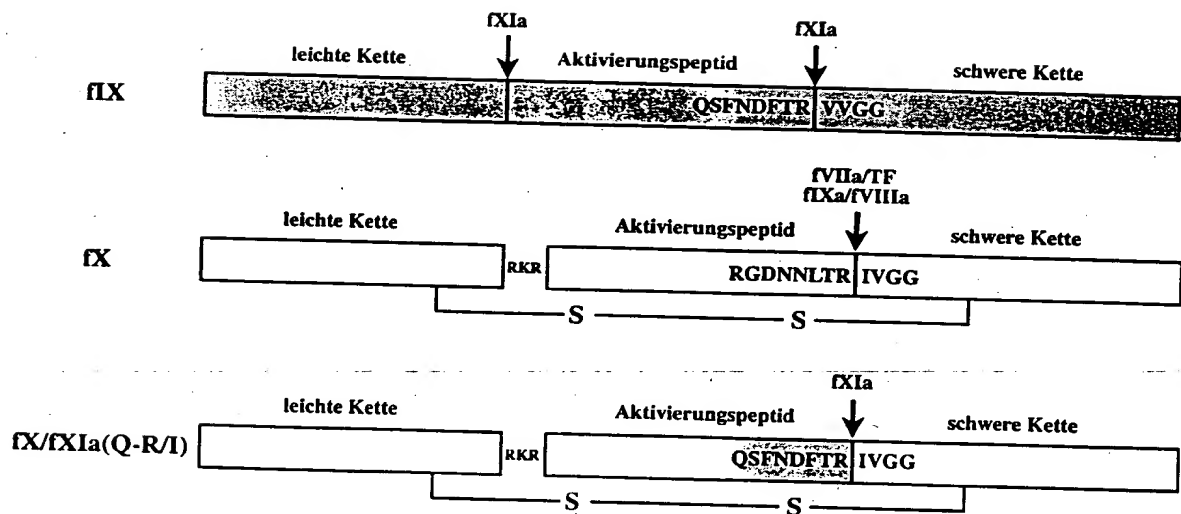 fXIa fXIa
leichte Kette Aktivierungspeptid schwere Kette
fIX
QSFNDFTR VVGG
fVIIa/TF
fIXa/fVIIIa
leichte Kette Aktivierungspeptid schwere Kette
fX
RKR RGDNNLTR IVGG
S S
fXIa
leichte Kette Aktivierungspeptid schwere Kette
fX/fXIa(Q-R/I)
RKR QSFNDFTR IVGG
S S